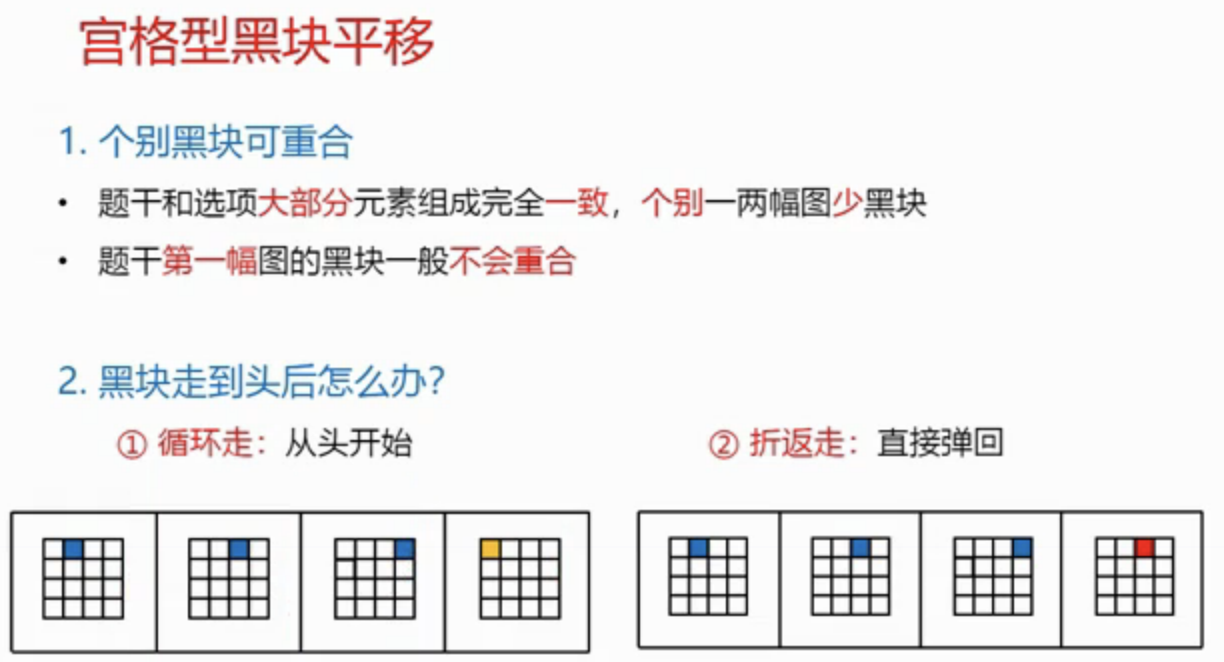 宫格型黑块平移
1. 个别黑块可重合
• 题干和选项大部分元素组成完全一致，个别一两幅图少黑块
• 题干第一幅图的黑块一般不会重合
2. 黑块走到头后怎么办?
① 循环走：从头开始
② 折返走：直接弹回